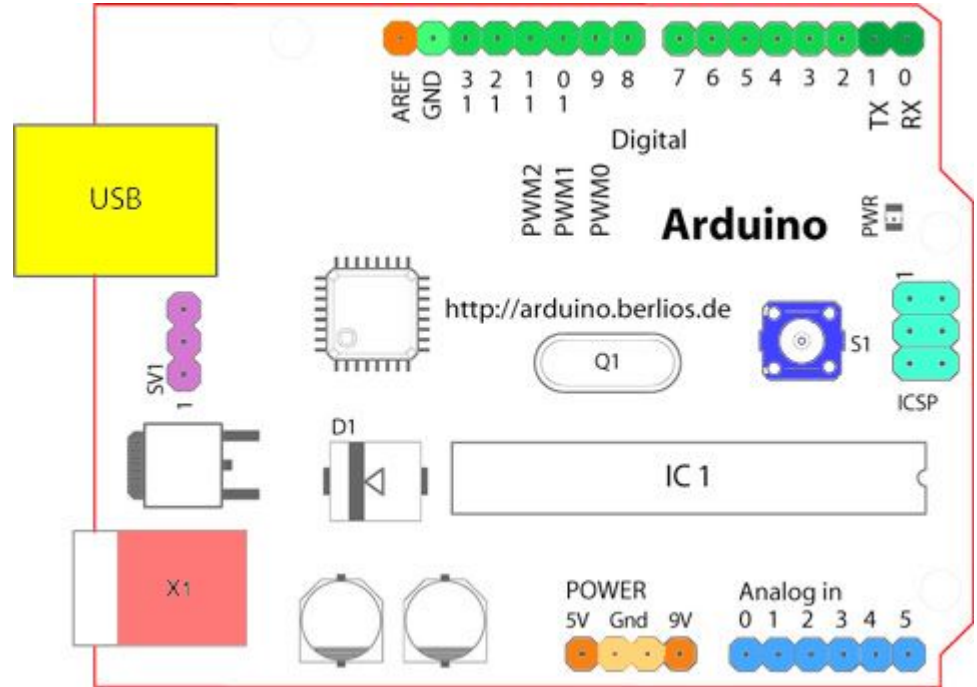 AREF GND 13 12 11 10 9 8 7 6 5 4 3 2 1 0
TX RX
Digital
USB
PWM2 PWM1 PWM0
Arduino
PWR
1
http://arduino.berlios.de
Q1
S1
SV1
1
ICSP
D1
IC 1
X1
POWER
5V Gnd 9V
Analog in
0 1 2 3 4 5